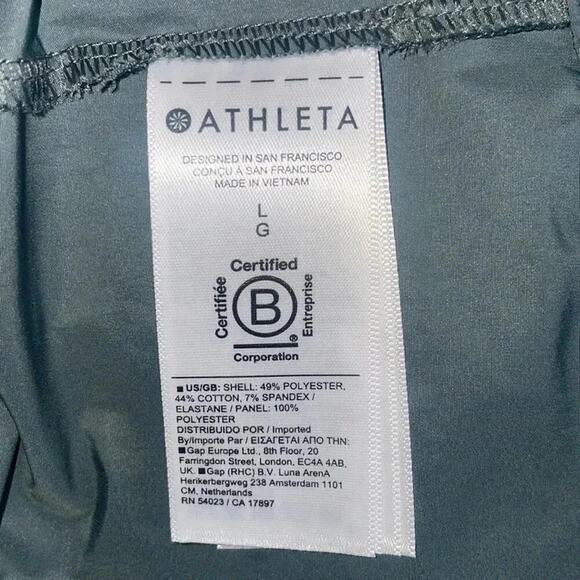 ATHLETA
DESIGNED IN SAN FRANCISCO
CONÇU À SAN FRANCISCO
MADE IN VIETNAM
L
G
Certified
Certifiée
B
®
Entreprise
Corporation
■ US/GB: SHELL: 49% POLYESTER,
44% COTTON, 7% SPANDEX /
ELASTANE / PANEL: 100%
POLYESTER
DISTRIBUIDO POR / Imported
By/Importe Par / ΕΙΣΑΓΕΤΑΙ ΑΠΟ ΤΗΝ:
■ Gap Europe Ltd., 8th Floor, 20
Farringdon Street, London, EC4A 4AB,
UK. ■ Gap (RHC) B.V. Luna ArenA
Herikerbergweg 238 Amsterdam 1101
CM, Netherlands
RN 54023 / CA 17897